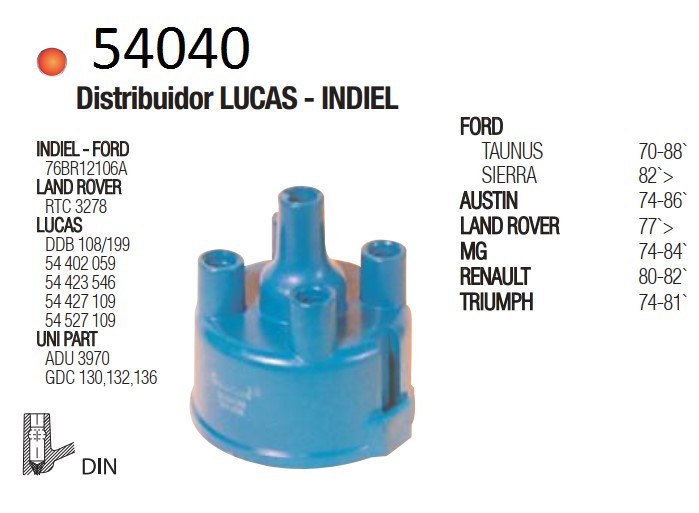 54040
Distribuidor LUCAS - INDIEL
INDIEL - FORD
76BR12106A
LAND ROVER
RTC 3278
LUCAS
DDB 108/199
54 402 059
54 423 546
54 427 109
54 527 109
UNI PART
ADU 3970
GDC 130,132,136
DIN
FORD
TAUNUS 70-88`
SIERRA 82`>
AUSTIN 74-86`
LAND ROVER 77`>
MG 74-84`
RENAULT 80-82`
TRIUMPH 74-81`